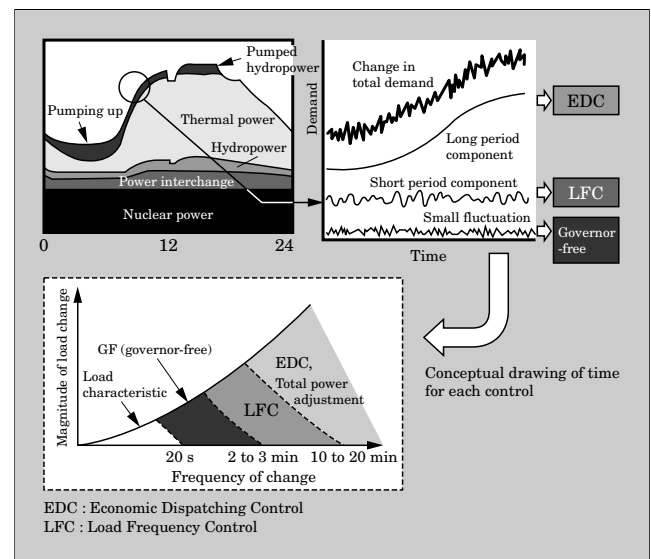 Pumped
hydropower
Pumping up
Thermal power
Hydropower
Power interchange
Nuclear power
0
12
24
Demand
Change in
total demand
Long period
component
Short period component
Small fluctuation
Time
EDC
LFC
Governor
-free
Magnitude of load change
GF (governor-free)
Load
characteristic
EDC,
Total power
adjustment
LFC
20 s
2 to 3 min
10 to 20 min
Frequency of change
Conceptual drawing of time
for each control
EDC : Economic Dispatching Control
LFC : Load Frequency Control